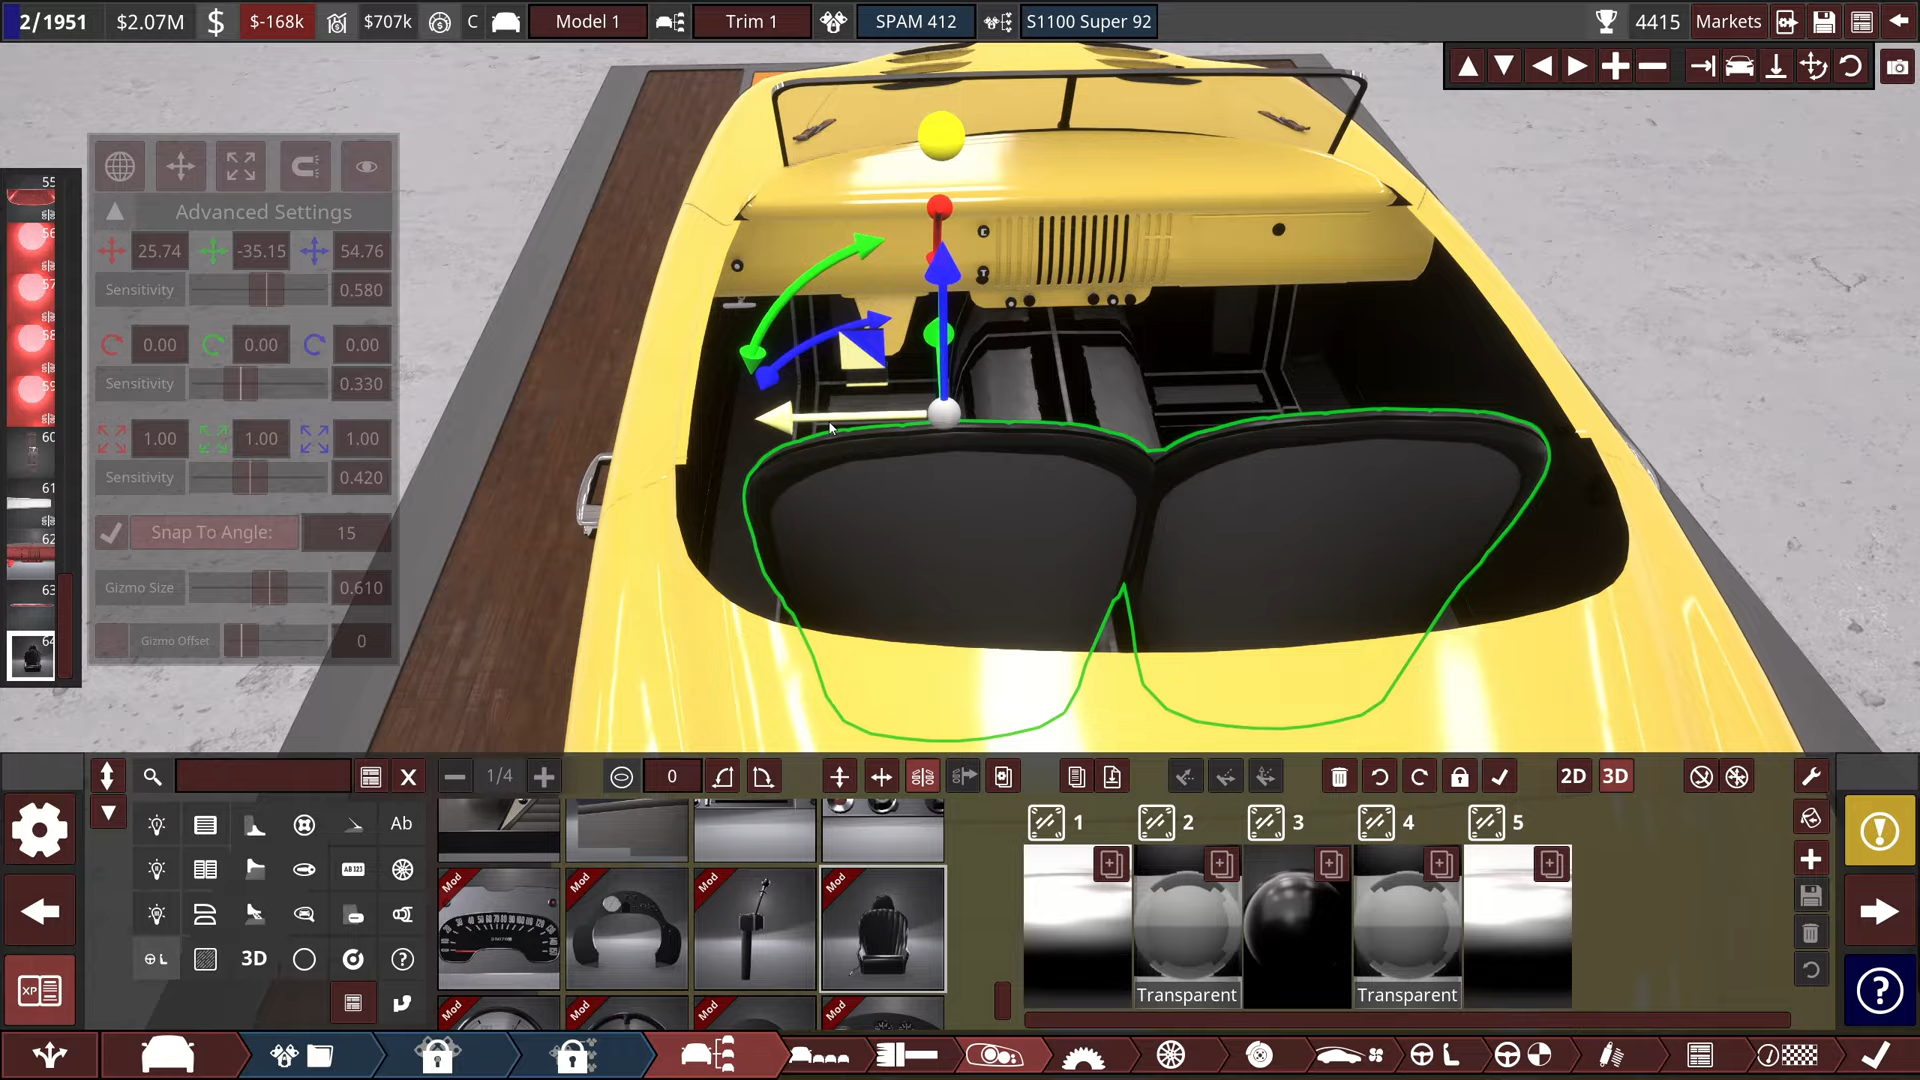 2/1951 $2.07M $-168k $707k C Model 1 Trim 1 SPAM 412 S1100 Super 92 4415 Markets
55
56
57
58
59
60
61
62
63
64
Advanced Settings
25.74 -35.15 54.76
Sensitivity 0.580
0.00 0.00 0.00
Sensitivity 0.330
1.00 1.00 1.00
Sensitivity 0.420
Snap To Angle: 15
Gizmo Size 0.610
Gizmo Offset 0
1/4 0 2D 3D
Ab
AB 123
3D
XP
Mod Mod Mod Mod
Mod Mod Mod Mod
1 2 3 4 5
Transparent Transparent